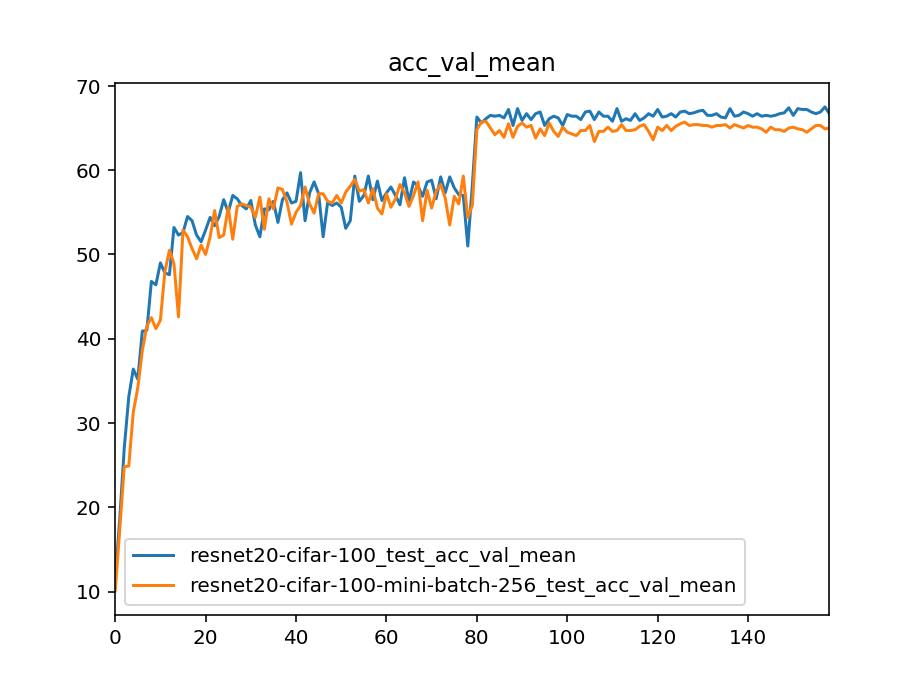 acc_val_mean
70
60
50
40
30
20
10
resnet20-cifar-100_test_acc_val_mean
resnet20-cifar-100-mini-batch-256_test_acc_val_mean
0 20 40 60 80 100 120 140